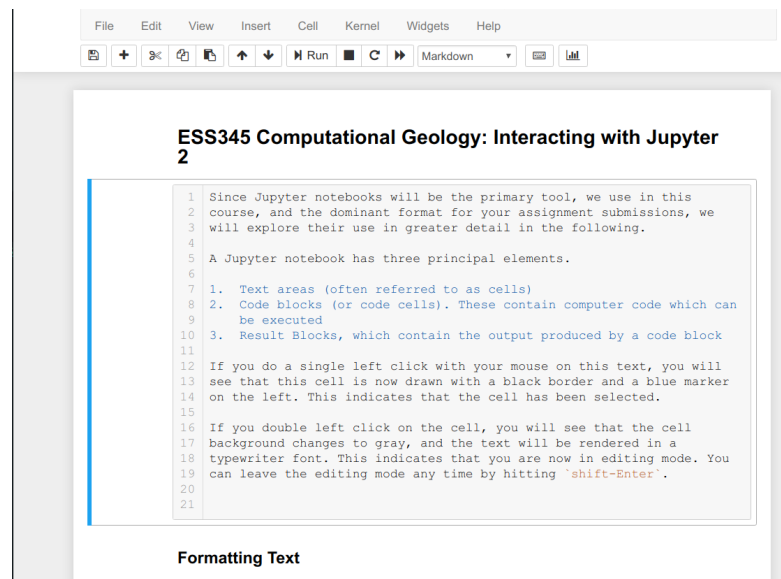 File Edit View Insert Cell Kernel Widgets Help
Run Markdown
ESS345 Computational Geology: Interacting with Jupyter
2
1 Since Jupyter notebooks will be the primary tool, we use in this
2 course, and the dominant format for your assignment submissions, we
3 will explore their use in greater detail in the following.
4
5 A Jupyter notebook has three principal elements.
6
7 1. Text areas (often referred to as cells)
8 2. Code blocks (or code cells). These contain computer code which can
9 be executed
10 3. Result Blocks, which contain the output produced by a code block
11
12 If you do a single left click with your mouse on this text, you will
13 see that this cell is now drawn with a black border and a blue marker
14 on the left. This indicates that the cell has been selected.
15
16 If you double left click on the cell, you will see that the cell
17 background changes to gray, and the text will be rendered in a
18 typewriter font. This indicates that you are now in editing mode. You
19 can leave the editing mode any time by hitting `shift-Enter`.
20
21
Formatting Text